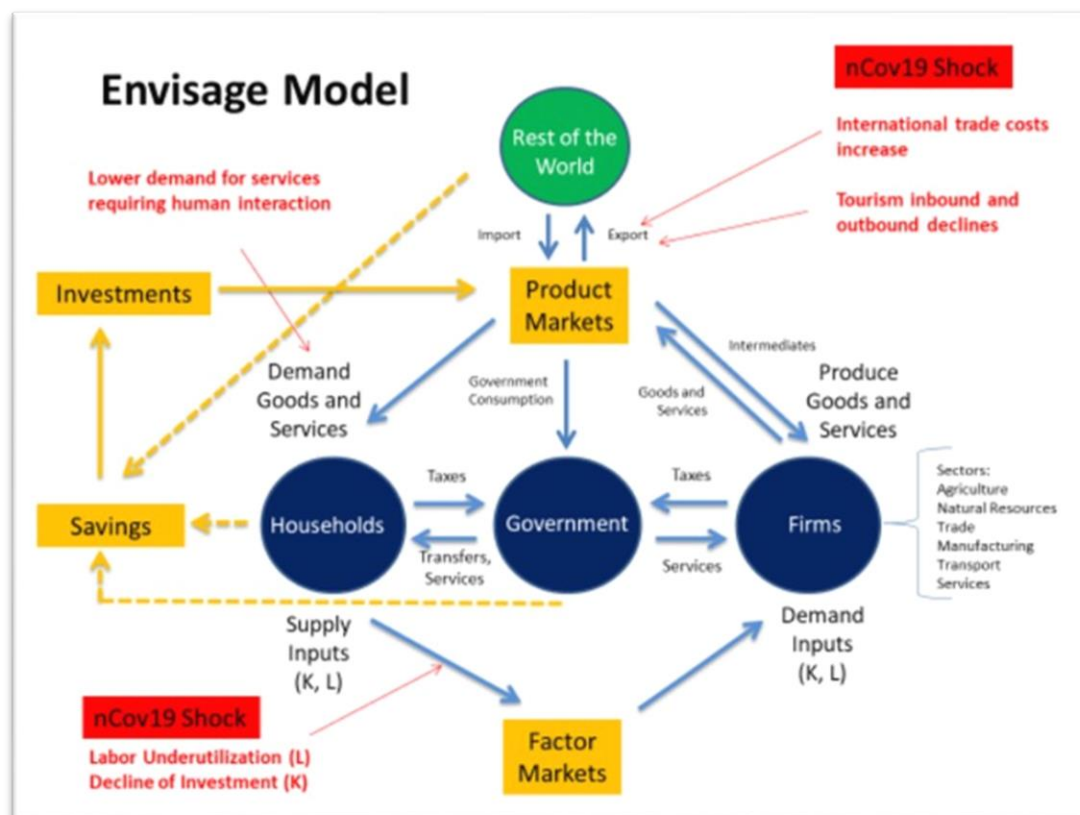 Envisage Model
nCov19 Shock
International trade costs
increase
Tourism inbound and
outbound declines
Lower demand for services
requiring human interaction
Rest of the
World
Import
Export
Investments
Product
Markets
Demand
Goods and
Services
Government
Consumption
Intermediates
Goods and
Services
Produce
Goods and
Services
Savings
Households
Taxes
Transfers,
Services
Government
Taxes
Services
Firms
Sectors:
Agriculture
Natural Resources
Trade
Manufacturing
Transport
Services
Supply
Inputs
(K, L)
Demand
Inputs
(K, L)
nCov19 Shock
Labor Underutilization (L)
Decline of Investment (K)
Factor
Markets